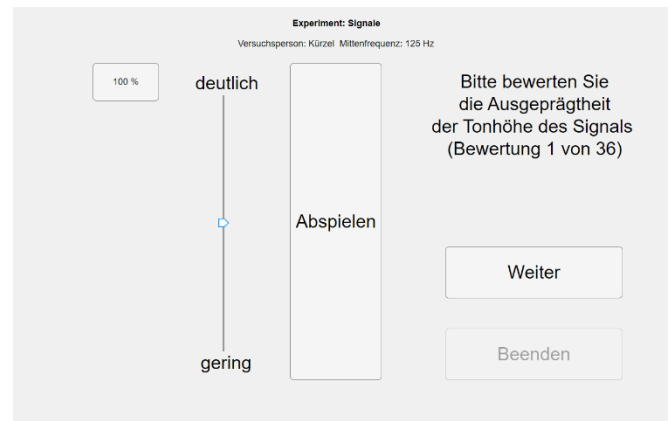 Experiment: Signale
Versuchsperson: Kürzel Mittenfrequenz: 125 Hz
100 %
deutlich
gering
Abspielen
Bitte bewerten Sie
die Ausgeprägtheit
der Tonhöhe des Signals
(Bewertung 1 von 36)
Weiter
Beenden